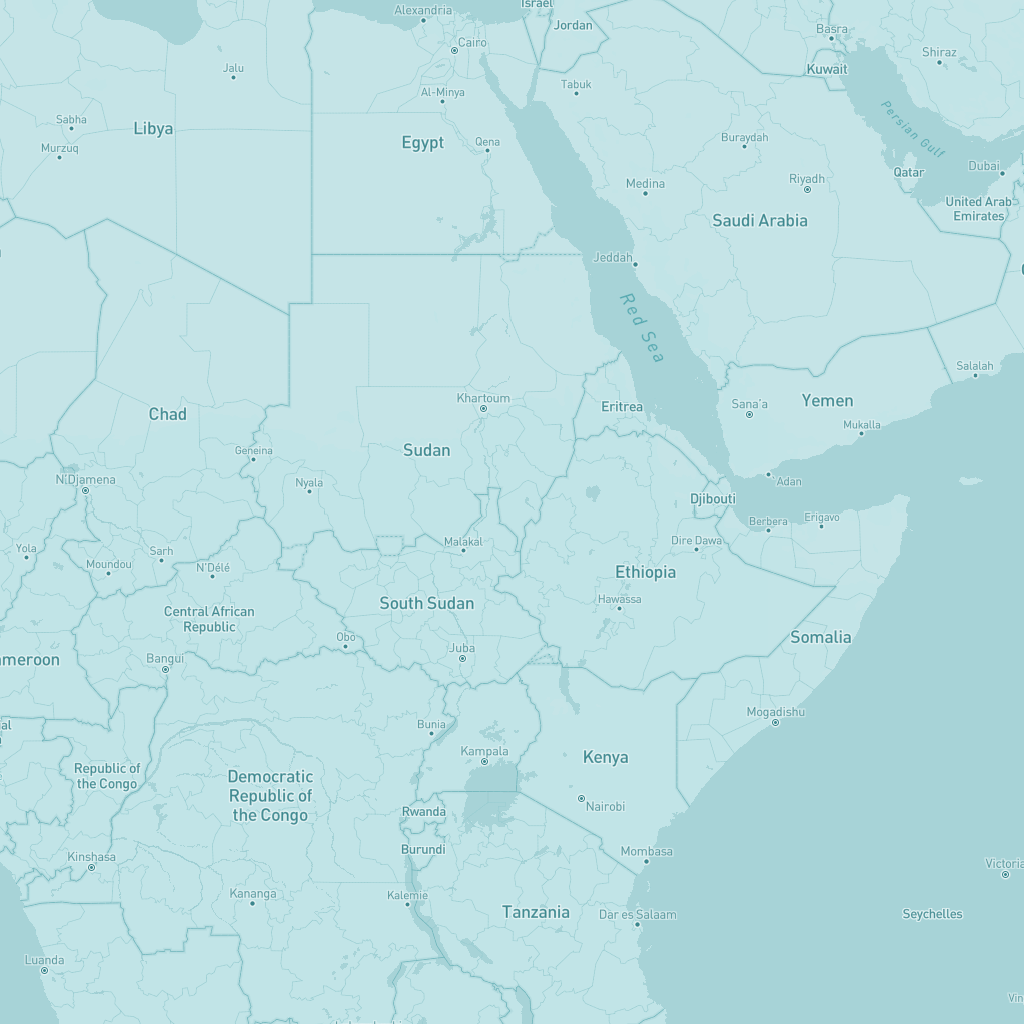 Alexandria
Israel
Jordan
Cairo
Basra
Shiraz
Kuwait
Jalu
Tabuk
Al-Minya
Persian Gulf
Sabha
Libya
Egypt
Qena
Buraydah
Murzuq
Qatar
Dubai
Medina
Riyadh
United Arab
Emirates
Saudi Arabia
Jeddah
Red Sea
Salalah
Khartoum
Eritrea
Sana'a
Yemen
Chad
Mukalla
Geneina
Sudan
N'Djamena
Nyala
Adan
Djibouti
Berbera
Erigavo
Yola
Sarh
Malakal
Dire Dawa
Moundou
N'Délé
Ethiopia
Hawassa
South Sudan
Central African
Republic
Obo
Juba
Somalia
ameroon
Bangui
Mogadishu
Bunia
Kampala
Kenya
Republic of
the Congo
Democratic
Republic of
the Congo
Nairobi
Rwanda
Burundi
Mombasa
Kinshasa
Victoria
Kananga
Kalemie
Tanzania
Dar es Salaam
Seychelles
Luanda
Vin